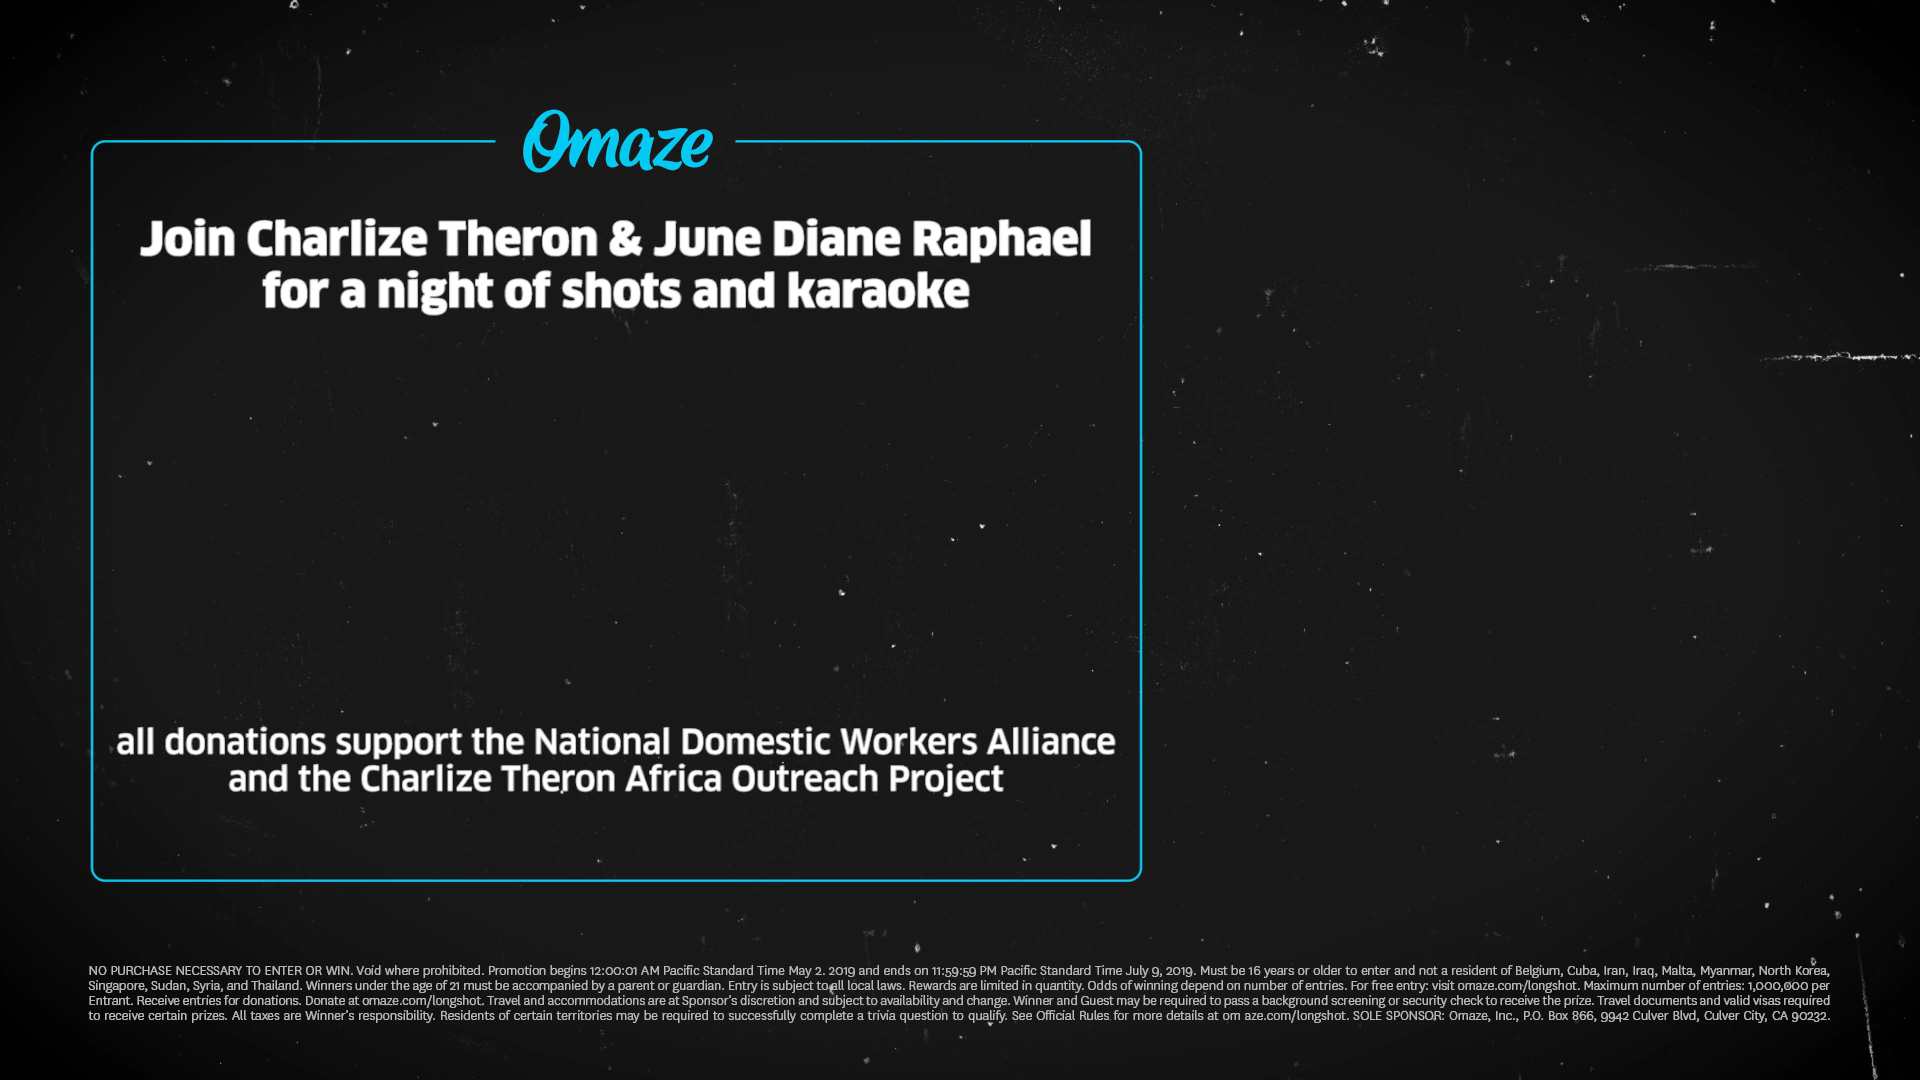 Omaze
Join Charlize Theron & June Diane Raphael
for a night of shots and karaoke
all donations support the National Domestic Workers Alliance
and the Charlize Theron Africa Outreach Project
NO PURCHASE NECESSARY TO ENTER OR WIN. Void where prohibited. Promotion begins 12:00:01 AM Pacific Standard Time May 2. 2019 and ends on 11:59:59 PM Pacific Standard Time July 9, 2019. Must be 16 years or older to enter and not a resident of Belgium, Cuba, Iran, Iraq, Malta, Myanmar, North Korea,
Singapore, Sudan, Syria, and Thailand. Winners under the age of 21 must be accompanied by a parent or guardian. Entry is subject to all local laws. Rewards are limited in quantity. Odds of winning depend on number of entries. For free entry: visit omaze.com/longshot. Maximum number of entries: 1,000,000 per
Entrant. Receive entries for donations. Donate at omaze.com/longshot. Travel and accommodations are at Sponsor's discretion and subject to availability and change. Winner and Guest may be required to pass a background screening or security check to receive the prize. Travel documents and valid visas required
to receive certain prizes. All taxes are Winner's responsibility. Residents of certain territories may be required to successfully complete a trivia question to qualify. See Official Rules for more details at om aze.com/longshot. SOLE SPONSOR: Omaze, Inc., P.O. Box 866, 9942 Culver Blvd, Culver City, CA 90232.